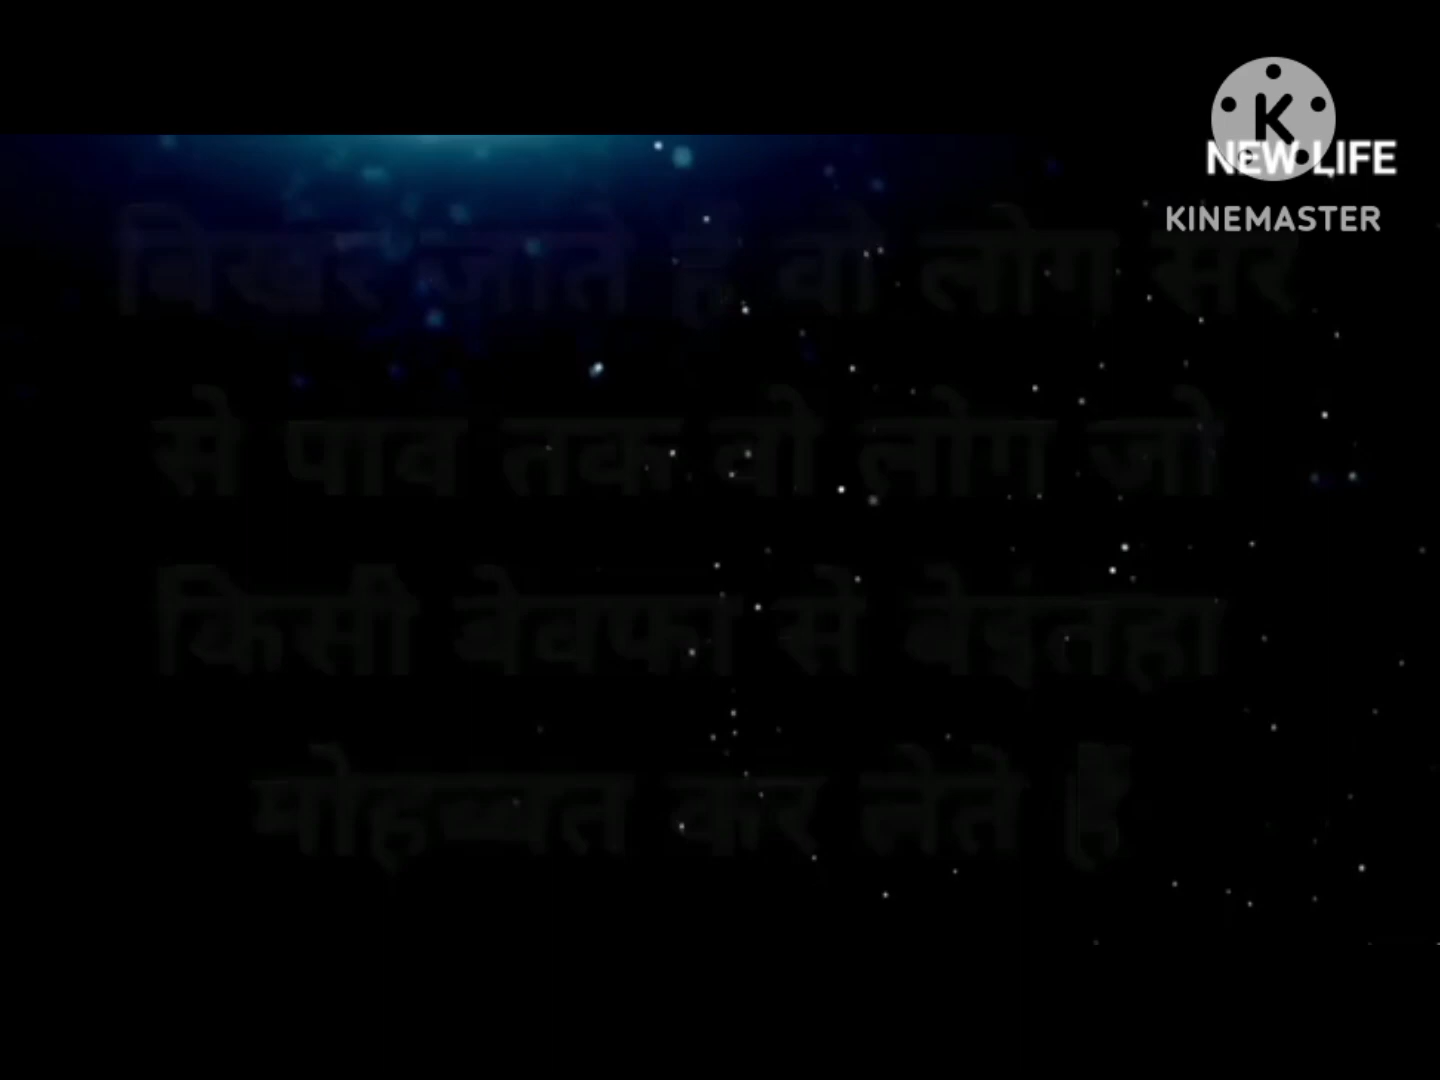 NEW LIFE
KINEMASTER
बिखर जाते हैं वो लोग सर
से पाव तक वो लोग जो
किसी बेवफा से बेइंतहा
मोहब्बत कर लेते हैं